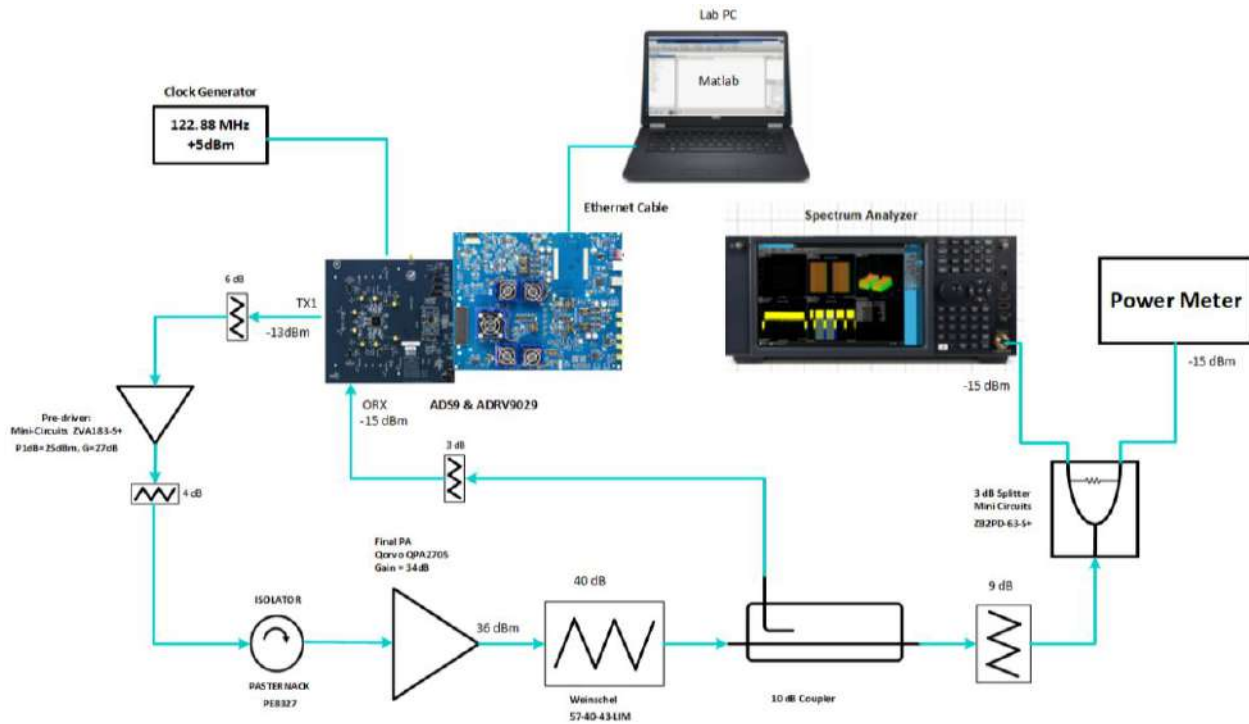 Lab PC
Matlab
Clock Generator
122.88 MHz
+5dBm
Ethernet Cable
Spectrum Analyzer
6 dB
TX1
-13dBm
Power Meter
-15 dBm
-15 dBm
ORX
-15 dBm
ADS9 & ADRV9029
Pre-driver:
Mini-Circuits ZVA183-S+
P1dB=25dBm, G=27dB
3 dB
4 dB
3 dB Splitter
Mini Circuits
ZB2PD-63-S+
Final PA
Qorvo QPA2705
Gain = 34dB
40 dB
9 dB
ISOLATOR
36 dBm
PASTERNACK
PE8327
Weinschel
57-40-43-LIM
10 dB Coupler